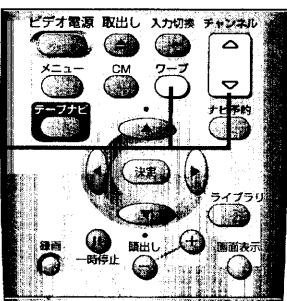 ビデオ電源 取出し 入力切換 チャンネル
メニュー CM ワープ
テープナビ ナビ予約
決定
ライブラリ
録画 一時停止 頭出し 画面表示